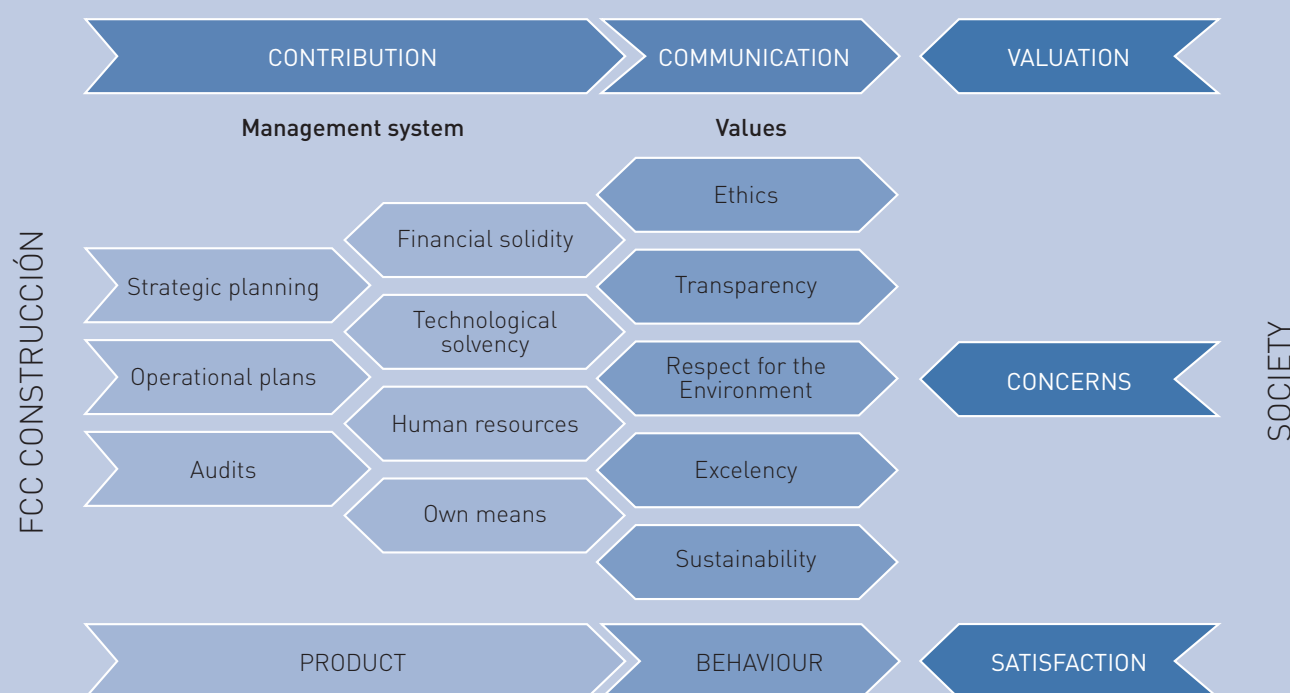 CONTRIBUTION
COMMUNICATION
VALUATION
Management system
Values
FCC CONSTRUCCIÓN
Strategic planning
Operational plans
Audits
Financial solidity
Technological
solvency
Human resources
Own means
Ethics
Transparency
Respect for the
Environment
Excelency
Sustainability
CONCERNS
SOCIETY
PRODUCT
BEHAVIOUR
SATISFACTION